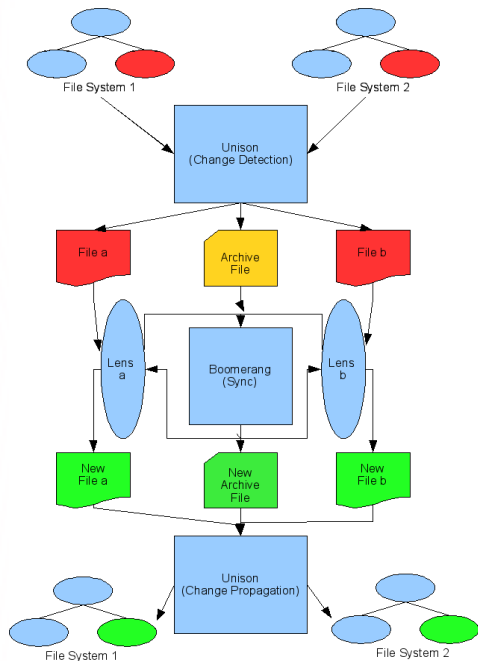 File System 1
File System 2
Unison
(Change Detection)
File a
Archive
File
File b
Lens
a
Boomerang
(Sync)
Lens
b
New
File a
New
Archive
File
New
File b
Unison
(Change Propagation)
File System 1
File System 2